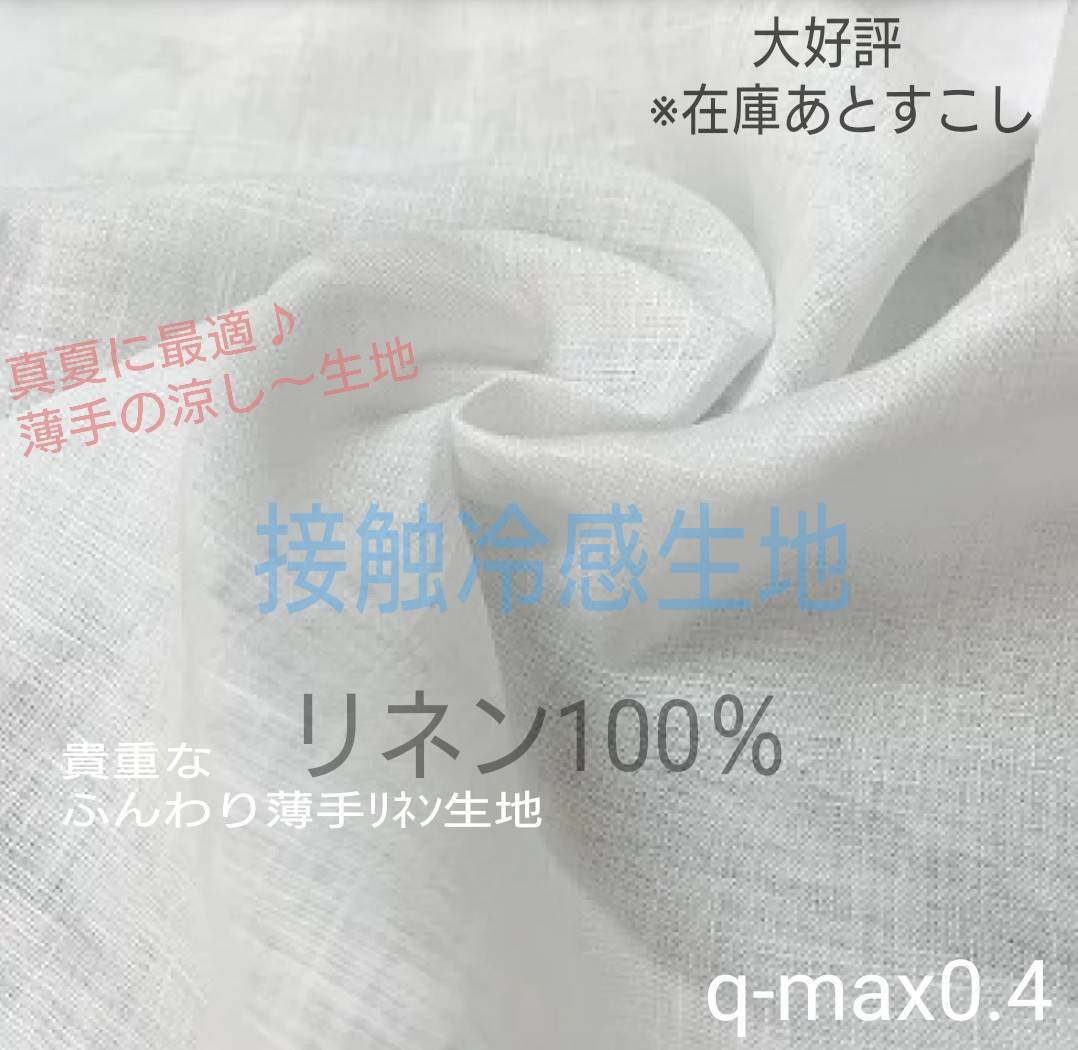 大好評
※在庫あとすこし
真夏に最適♪
薄手の涼し～生地
接触冷感生地
リネン100％
貴重な
ふんわり薄手ﾘﾈﾝ生地
q-max0.4